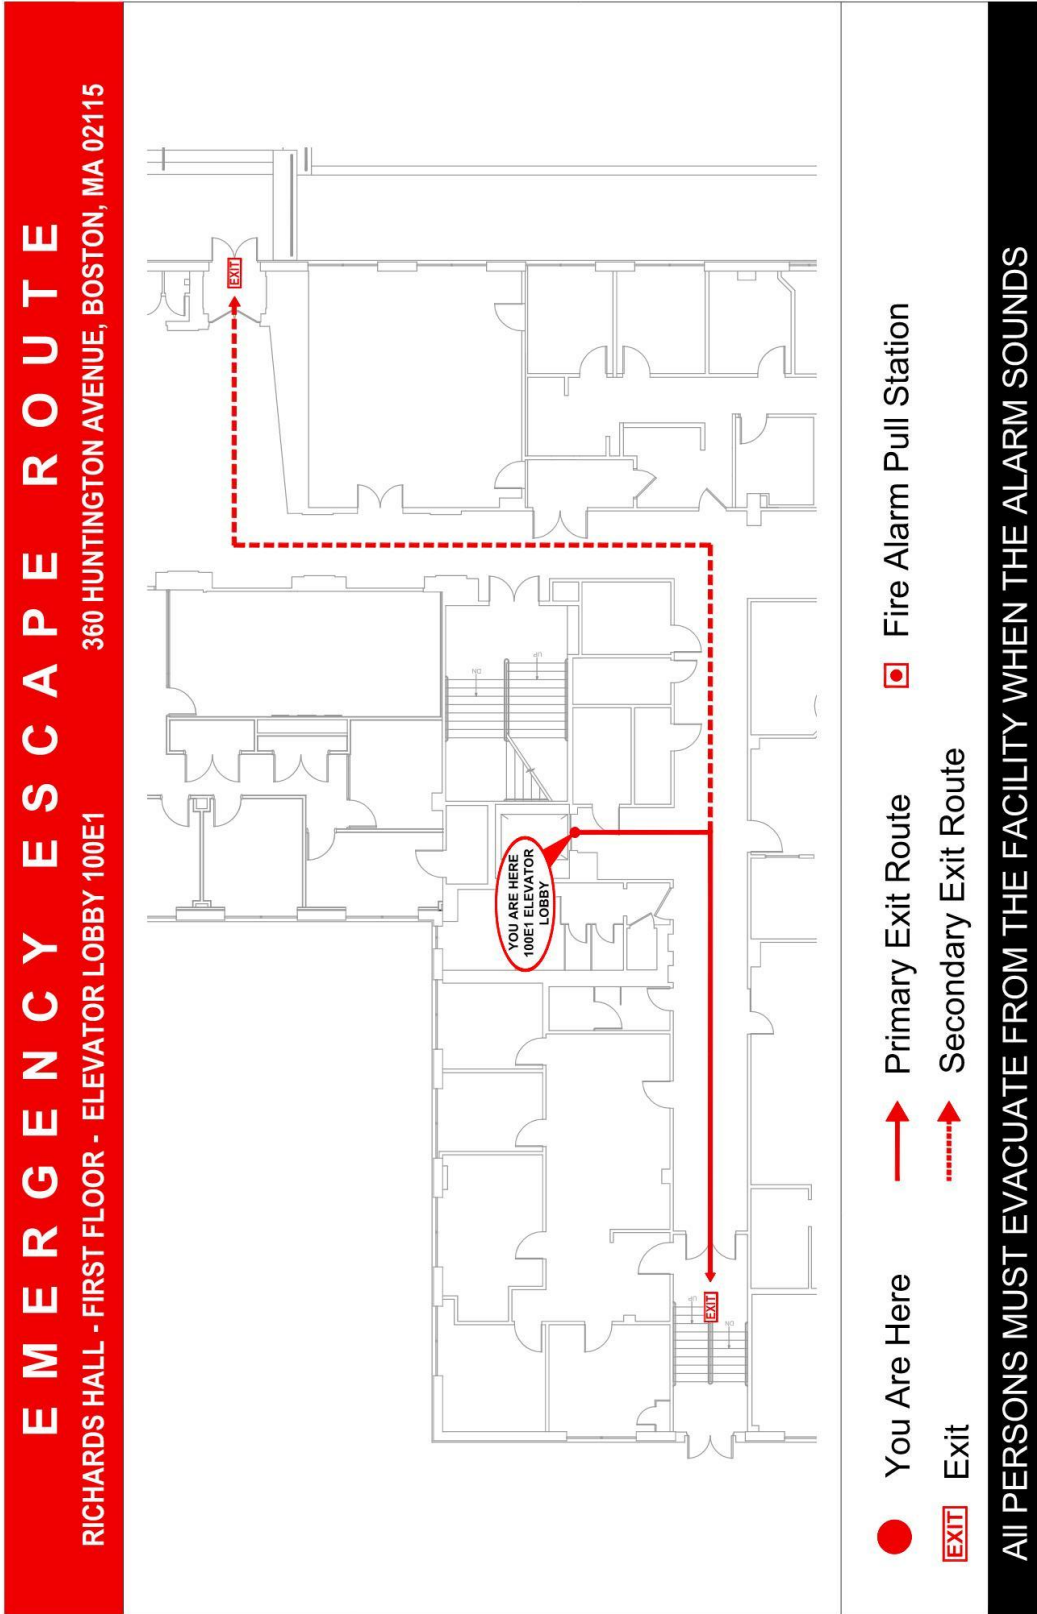 EMERGENCY ESCAPE ROUTE
RICHARDS HALL - FIRST FLOOR - ELEVATOR LOBBY 100E1
360 HUNTINGTON AVENUE, BOSTON, MA 02115
EXIT
DN
UP
YOU ARE HERE
100E1 ELEVATOR
LOBBY
UP
EXIT
DN
You Are Here
Primary Exit Route
Fire Alarm Pull Station
EXIT
Exit
Secondary Exit Route
All PERSONS MUST EVACUATE FROM THE FACILITY WHEN THE ALARM SOUNDS